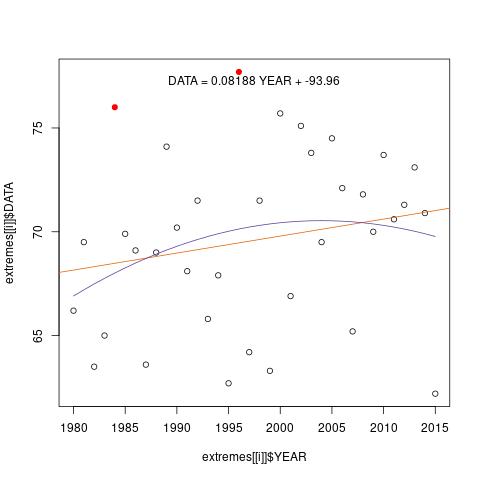 DATA = 0.08188 YEAR + -93.96
75
70
65
extremes[[i]]$DATA
1980 1985 1990 1995 2000 2005 2010 2015
extremes[[i]]$YEAR